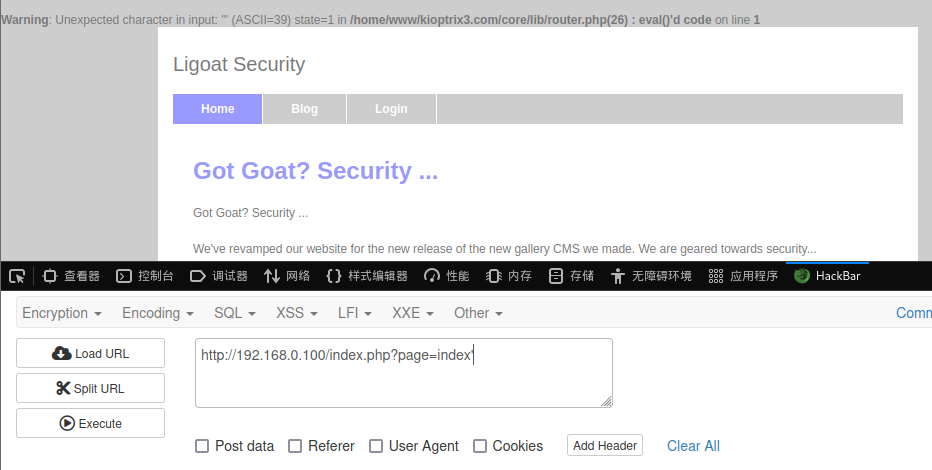 Warning: Unexpected character in input: ''' (ASCII=39) state=1 in /home/www/kioptrix3.com/core/lib/router.php(26) : eval()'d code on line 1
Ligoat Security
Home Blog Login
Got Goat? Security ...
Got Goat? Security ...
We've revamped our website for the new release of the new gallery CMS we made. We are geared towards security...
查看器 控制台 调试器 网络 样式编辑器 性能 内存 存储 无障碍环境 应用程序 HackBar
Encryption Encoding SQL XSS LFI XXE Other Comm
Load URL http://192.168.0.100/index.php?page=index'
Split URL
Execute
Post data Referer User Agent Cookies Add Header Clear All